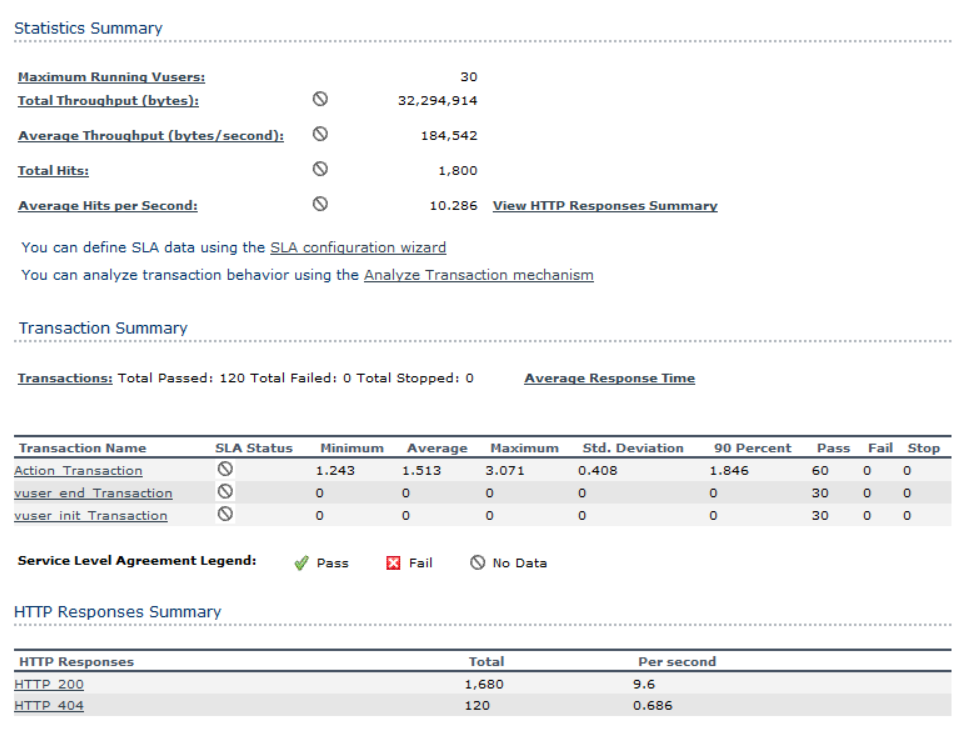 Statistics Summary
Maximum Running Vusers: 30
Total Throughput (bytes): 32,294,914
Average Throughput (bytes/second): 184,542
Total Hits: 1,800
Average Hits per Second: 10.286 View HTTP Responses Summary
You can define SLA data using the SLA configuration wizard
You can analyze transaction behavior using the Analyze Transaction mechanism
Transaction Summary
Transactions: Total Passed: 120 Total Failed: 0 Total Stopped: 0 Average Response Time
Transaction Name SLA Status Minimum Average Maximum Std. Deviation 90 Percent Pass Fail Stop
Action_Transaction 1.243 1.513 3.071 0.408 1.846 60 0 0
vuser_end_Transaction 0 0 0 0 0 30 0 0
vuser_init_Transaction 0 0 0 0 0 30 0 0
Service Level Agreement Legend: Pass Fail No Data
HTTP Responses Summary
HTTP Responses Total Per second
HTTP_200 1,680 9.6
HTTP_404 120 0.686